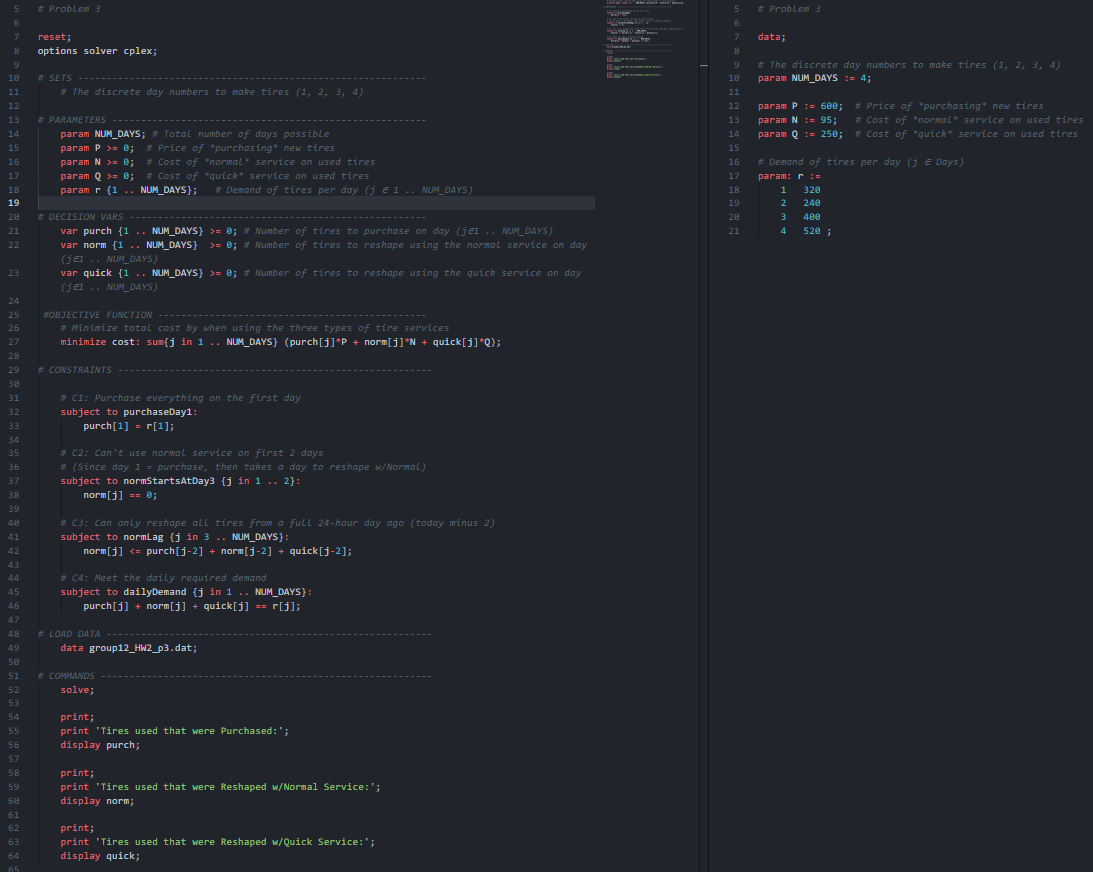 5 # Problem 3
6
7 reset;
8 options solver cplex;
9
10 # SETS -------------------------------------------------------------
11 # The discrete day numbers to make tires (1, 2, 3, 4)
12
13 # PARAMETERS -------------------------------------------------------
14 param NUM_DAYS; # Total number of days possible
15 param P >= 0; # Price of *purchasing* new tires
16 param N >= 0; # Cost of *normal* service on used tires
17 param Q >= 0; # Cost of *quick* service on used tires
18 param r {1 .. NUM_DAYS}; # Demand of tires per day (j ∈ 1 .. NUM_DAYS)
19
20 # DECISION VARS ----------------------------------------------------
21 var purch {1 .. NUM_DAYS} >= 0; # Number of tires to purchase on day (j∈1 .. NUM_DAYS)
22 var norm {1 .. NUM_DAYS} >= 0; # Number of tires to reshape using the normal service on day
(j∈1 .. NUM_DAYS)
23 var quick {1 .. NUM_DAYS} >= 0; # Number of tires to reshape using the quick service on day
(j∈1 .. NUM_DAYS)
24
25 #OBJECTIVE FUNCTION -----------------------------------------------
26 # Minimize total cost by when using the three types of tire services
27 minimize cost: sum{j in 1 .. NUM_DAYS} (purch[j]*P + norm[j]*N + quick[j]*Q);
28
29 # CONSTRAINTS -------------------------------------------------------
30
31 # C1: Purchase everything on the first day
32 subject to purchaseDay1:
33 purch[1] = r[1];
34
35 # C2: Can't use normal service on first 2 days
36 # (Since day 1 = purchase, then takes a day to reshape w/Normal)
37 subject to normStartsAtDay3 {j in 1 .. 2}:
38 norm[j] == 0;
39
40 # C3: Can only reshape all tires from a full 24-hour day ago (today minus 2)
41 subject to normLag {j in 3 .. NUM_DAYS}:
42 norm[j] <= purch[j-2] + norm[j-2] + quick[j-2];
43
44 # C4: Meet the daily required demand
45 subject to dailyDemand {j in 1 .. NUM_DAYS}:
46 purch[j] + norm[j] + quick[j] == r[j];
47
48 # LOAD DATA ---------------------------------------------------------
49 data group12_HW2_p3.dat;
50
51 # COMMANDS ----------------------------------------------------------
52 solve;
53
54 print;
55 print 'Tires used that were Purchased:';
56 display purch;
57
58 print;
59 print 'Tires used that were Reshaped w/Normal Service:';
60 display norm;
61
62 print;
63 print 'Tires used that were Reshaped w/Quick Service:';
64 display quick;
65
5 # Problem 3
6
7 data;
8
9 # The discrete day numbers to make tires (1, 2, 3, 4)
10 param NUM_DAYS := 4;
11
12 param P := 600; # Price of *purchasing* new tires
13 param N := 95; # Cost of *normal* service on used tires
14 param Q := 250; # Cost of *quick* service on used tires
15
16 # Demand of tires per day (j ∈ Days)
17 param: r :=
18 1 320
19 2 240
20 3 400
21 4 520 ;